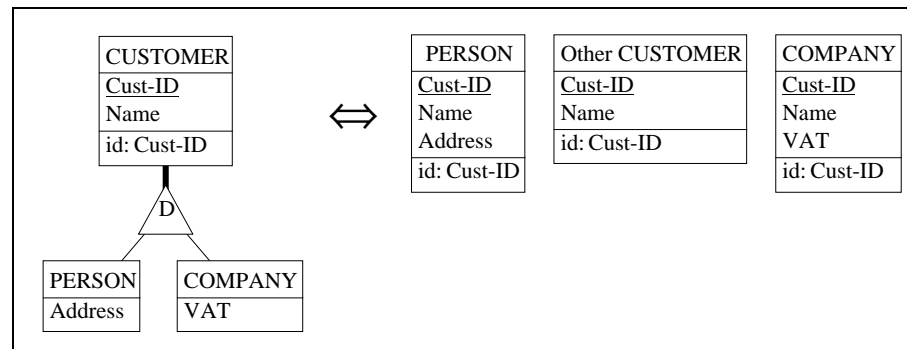 CUSTOMER
Cust-ID
Name
id: Cust-ID
D
PERSON
Address
COMPANY
VAT
⇔
PERSON
Cust-ID
Name
Address
id: Cust-ID
Other CUSTOMER
Cust-ID
Name
id: Cust-ID
COMPANY
Cust-ID
Name
VAT
id: Cust-ID